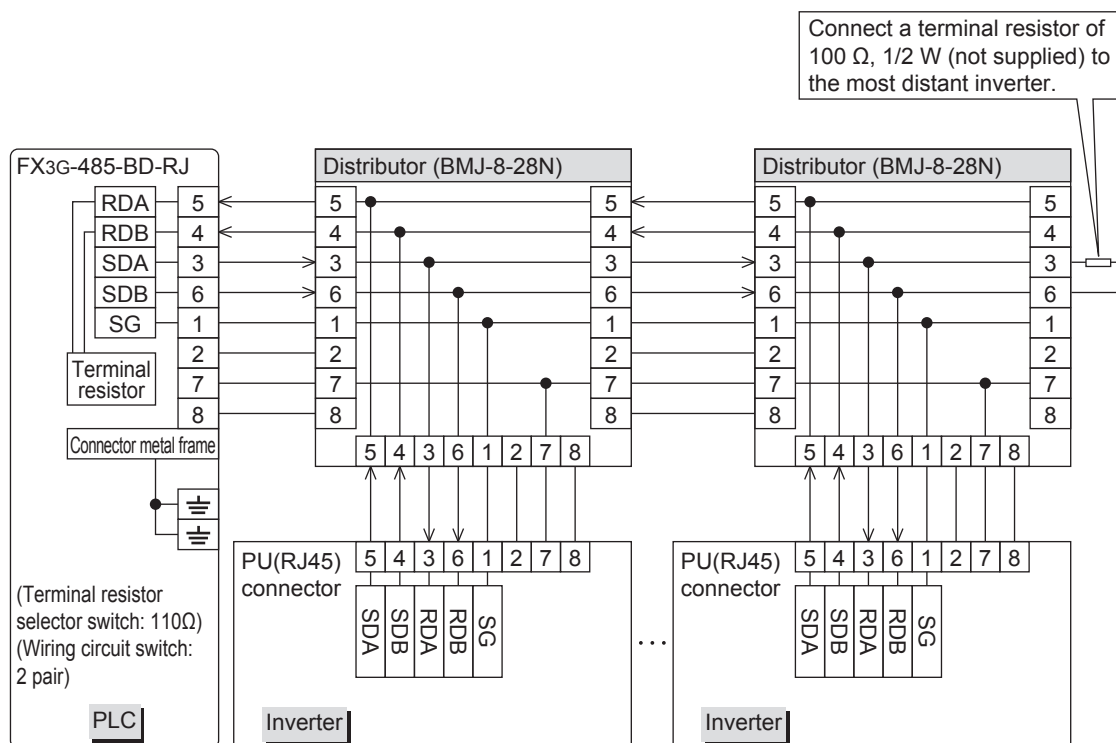 Connect a terminal resistor of
100 Ω, 1/2 W (not supplied) to
the most distant inverter.
FX3G-485-BD-RJ
RDA 5
RDB 4
SDA 3
SDB 6
SG 1
2
7
8
Terminal
resistor
Connector metal frame
(Terminal resistor
selector switch: 110Ω)
(Wiring circuit switch:
2 pair)
PLC
Distributor (BMJ-8-28N)
5 5
4 4
3 3
6 6
1 1
2 2
7 7
8 8
5 4 3 6 1 2 7 8
PU(RJ45)
connector
5 4 3 6 1 2 7 8
SDA
SDB
RDA
RDB
SG
Inverter
...
Distributor (BMJ-8-28N)
5 5
4 4
3 3
6 6
1 1
2 2
7 7
8 8
5 4 3 6 1 2 7 8
PU(RJ45)
connector
5 4 3 6 1 2 7 8
SDA
SDB
RDA
RDB
SG
Inverter